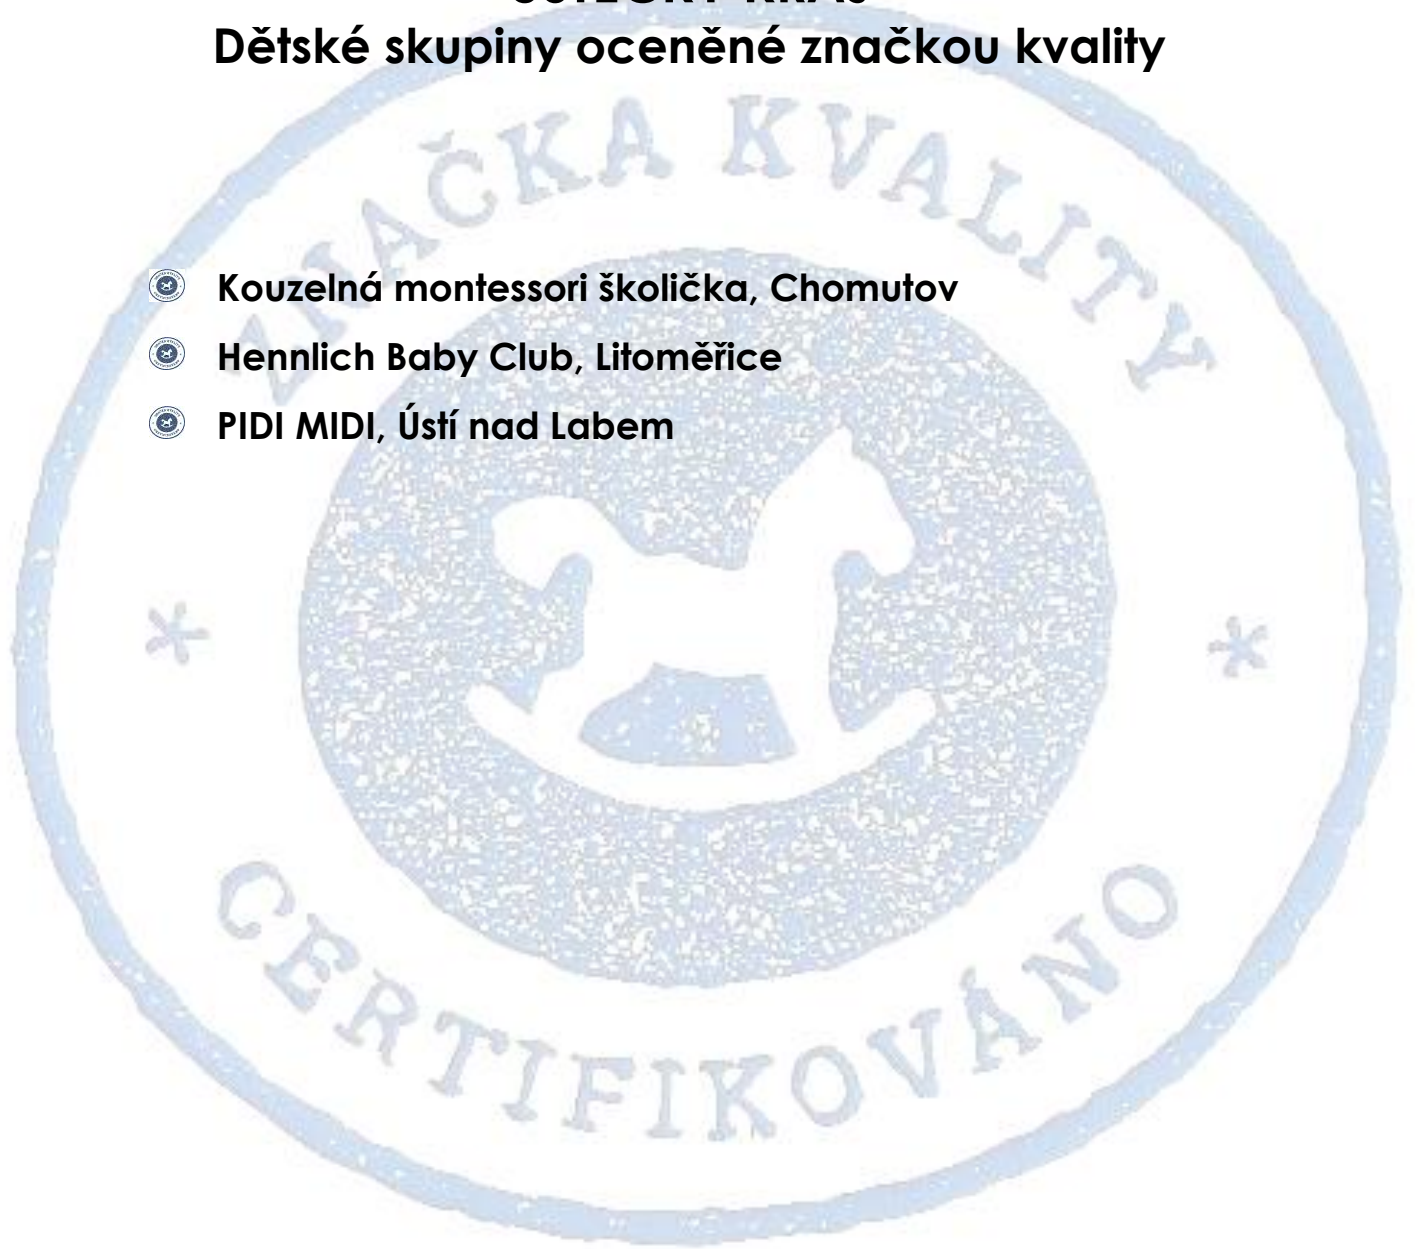 Dětské skupiny oceněné značkou kvality
ZNAČKA KVALITY
Kouzelná montessori školička, Chomutov
Hennlich Baby Club, Litoměřice
PIDI MIDI, Ústí nad Labem
* *
CERTIFIKOVÁNO